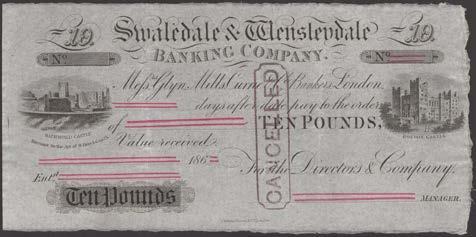 £10. Swaledale & Wensleydale £10.
BANKING COMPANY.
No No
Messrs Glyn, Mills, Currie & Co Bankers London
days after date pay to the order
of TEN POUNDS,
RICHMOND CASTLE
BOLTON CASTLE
Value received
186
For the Directors & Company.
Entd
Ten Pounds
MANAGER.
CANCELLED